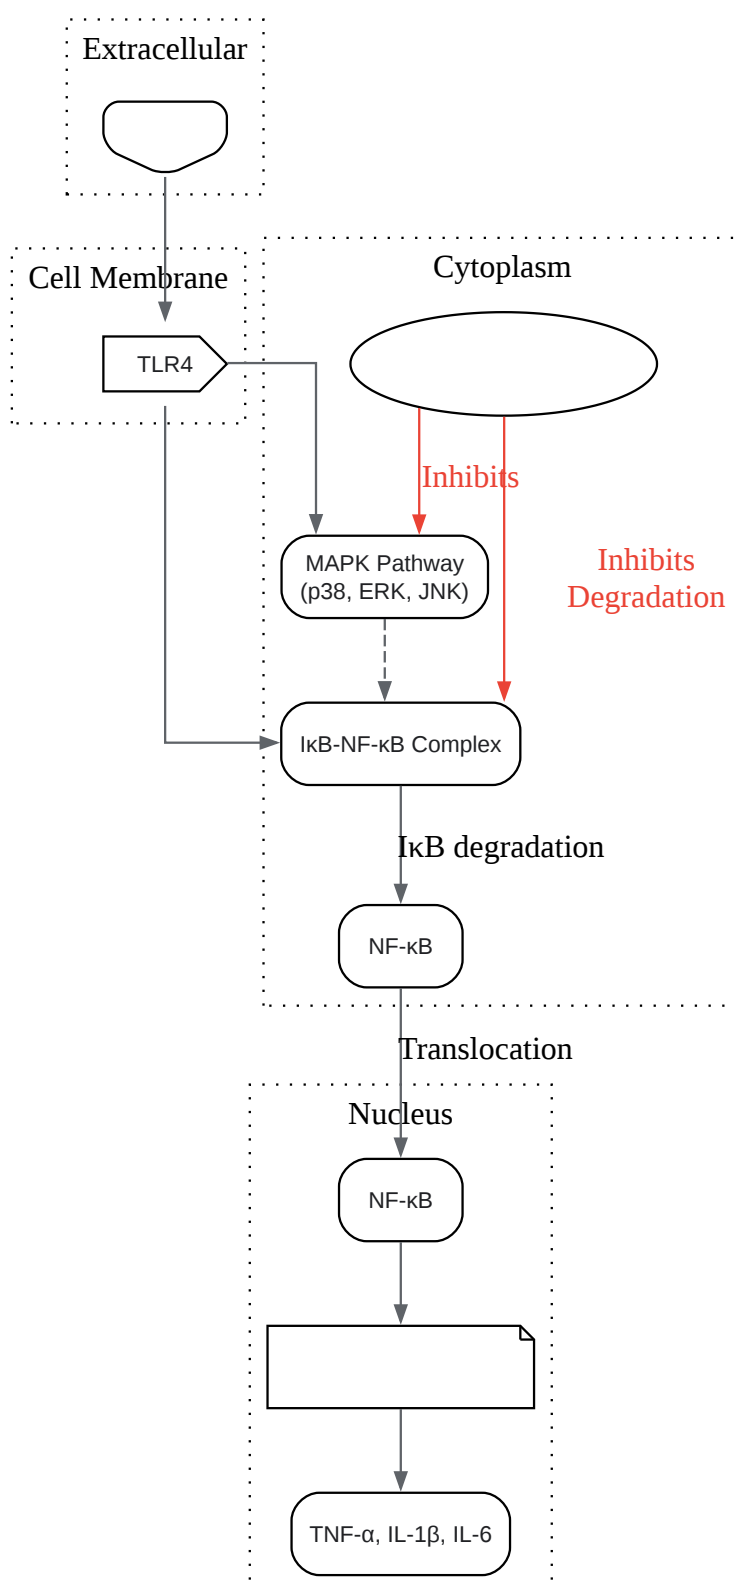 Extracellular
Cell Membrane
Cytoplasm
TLR4
Inhibits
Inhibits
Degradation
MAPK Pathway
(p38, ERK, JNK)
IκB-NF-κB Complex
IκB degradation
NF-κB
Translocation
Nucleus
NF-κB
TNF-α, IL-1β, IL-6